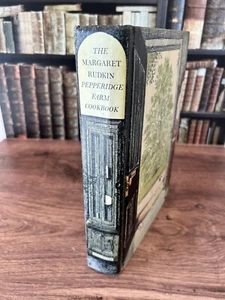 THE
MARGARET
RUDKIN
PEPPERIDGE
FARM
COOKBOOK